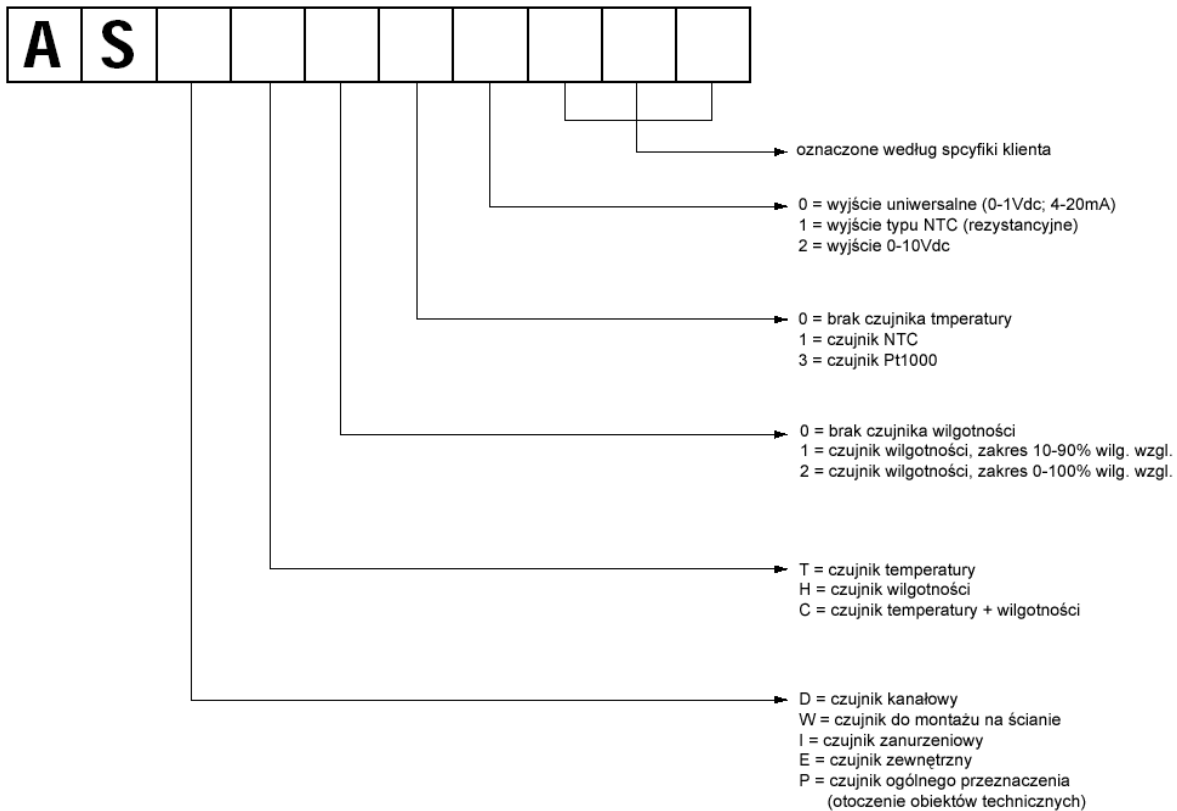 A S
oznaczone według spcyfiki klienta
0 = wyjście uniwersalne (0-1Vdc; 4-20mA)
1 = wyjście typu NTC (rezystancyjne)
2 = wyjście 0-10Vdc
0 = brak czujnika tmperatury
1 = czujnik NTC
3 = czujnik Pt1000
0 = brak czujnika wilgotności
1 = czujnik wilgotności, zakres 10-90% wilg. wzgl.
2 = czujnik wilgotności, zakres 0-100% wilg. wzgl.
T = czujnik temperatury
H = czujnik wilgotności
C = czujnik temperatury + wilgotności
D = czujnik kanałowy
W = czujnik do montażu na ścianie
I = czujnik zanurzeniowy
E = czujnik zewnętrzny
P = czujnik ogólnego przeznaczenia
(otoczenie obiektów technicznych)